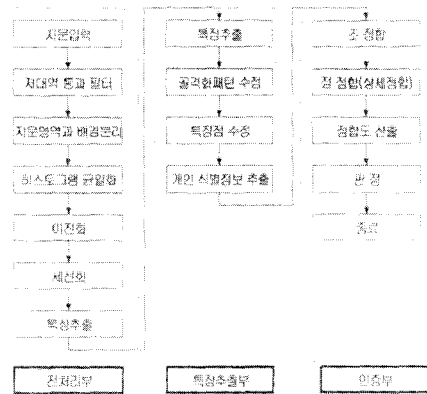 지문입력
저대역 통과 필터
지문영역과 배경분리
히스토그램 균일화
이진화
세선화
특징추출
전처리부
특징추출
골격화패턴 수정
특징점 수정
개인 식별정보 추출
특징추출부
조 정합
정 정합(상세정합)
정합도 산출
판 정
종료
인증부